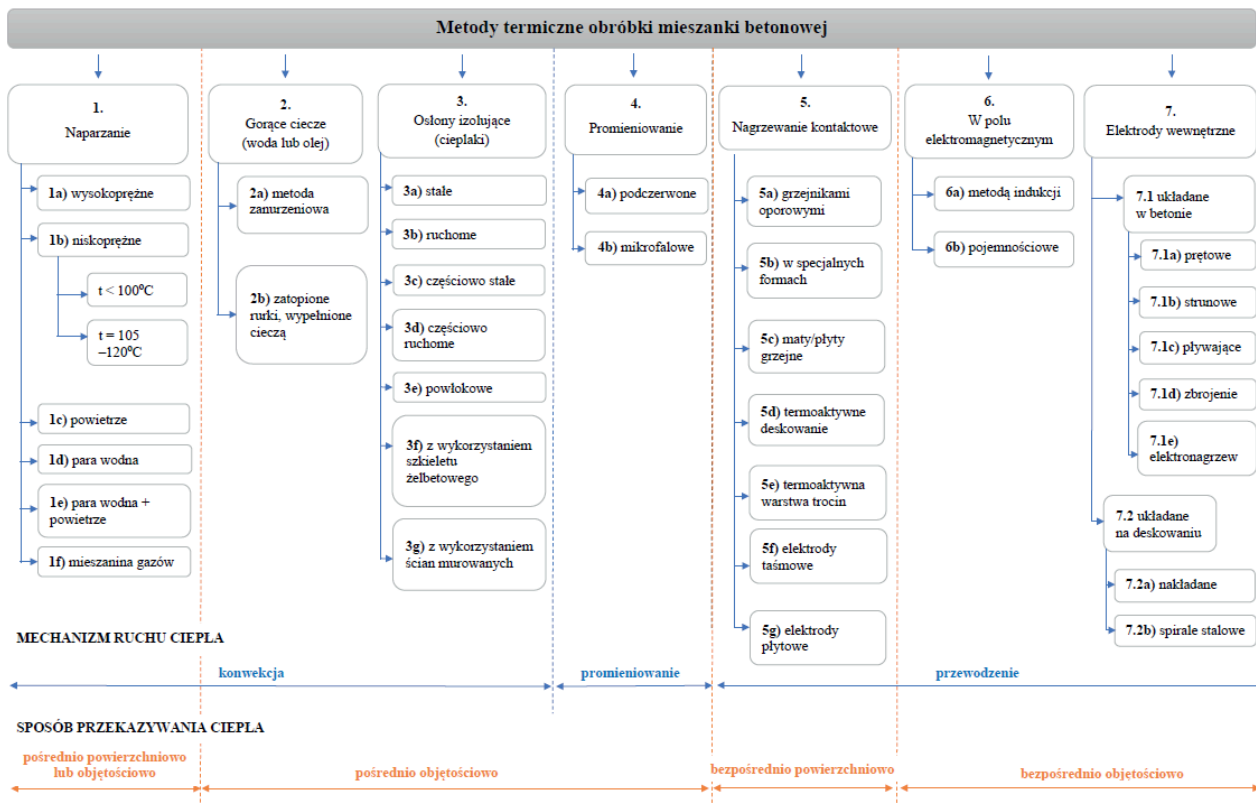 Metody termiczne obróbki mieszanki betonowej
1.
Naparzanie
1a) wysokoprężne
1b) niskoprężne
t < 100⁰C
t = 105
–120⁰C
1c) powietrze
1d) para wodna
1e) para wodna +
powietrze
1f) mieszanina gazów
2.
Gorące ciecze
(woda lub olej)
2a) metoda
zanurzeniowa
2b) zatopione
rurki, wypełnione
cieczą
3.
Osłony izolujące
(cieplaki)
3a) stałe
3b) ruchome
3c) częściowo stałe
3d) częściowo
ruchome
3e) powłokowe
3f) z wykorzystaniem
szkieletu
żelbetowego
3g) z wykorzystaniem
ścian murowanych
4.
Promieniowanie
4a) podczerwone
4b) mikrofalowe
5.
Nagrzewanie kontaktowe
5a) grzejnikami
oporowymi
5b) w specjalnych
formach
5c) maty/płyty
grzejne
5d) termoaktywne
deskowanie
5e) termoaktywna
warstwa trocin
5f) elektrody
taśmowe
5g) elektrody
płytowe
6.
W polu
elektromagnetycznym
6a) metodą indukcji
6b) pojemnościowe
7.
Elektrody wewnętrzne
7.1 układane
w betonie
7.1a) prętowe
7.1b) strunowe
7.1c) pływające
7.1d) zbrojenie
7.1e)
elektronagrzew
7.2 układane
na deskowaniu
7.2a) nakładane
7.2b) spirale stalowe
MECHANIZM RUCHU CIEPLA
konwekcja
promieniowanie
przewodzenie
SPOSÓB PRZEKAZYWANIA CIEPLA
pośrednio powierzchniowo
lub objętościowo
pośrednio objętościowo
bezpośrednio powierzchniowo
bezpośrednio objętościowo